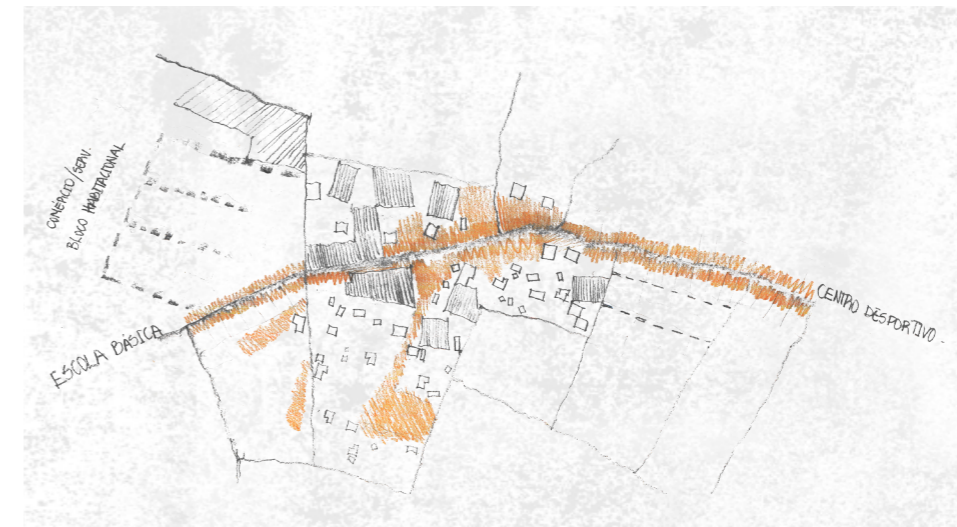 COMÉRCIO/SERV.
BLOCO HABITACIONAL
ESCOLA BÁSICA
CENTRO DESPORTIVO.